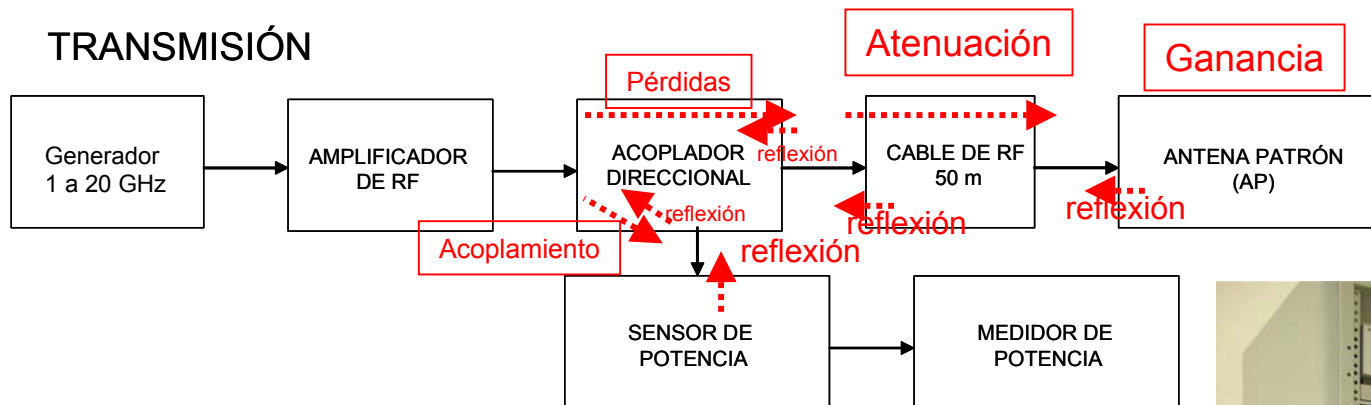 TRANSMISIÓN
Atenuación
Ganancia
Pérdidas
Generador
1 a 20 GHz
AMPLIFICADOR
DE RF
ACOPLADOR
DIRECCIONAL
reflexión
reflexión
CABLE DE RF
50 m
ANTENA PATRÓN
(AP)
reflexión
reflexión
Acoplamiento
reflexión
SENSOR DE
POTENCIA
MEDIDOR DE
POTENCIA